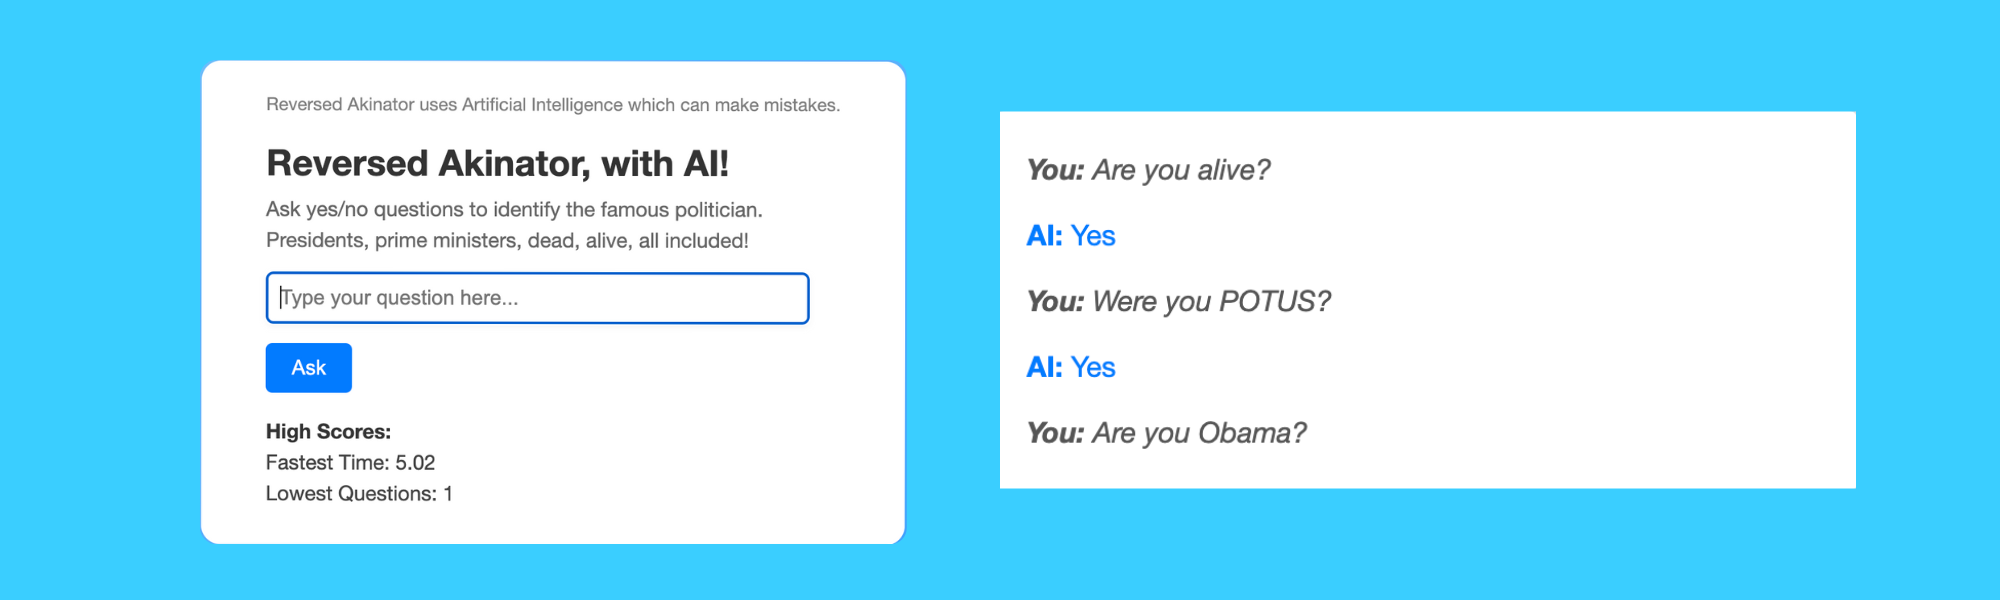 Reversed Akinator uses Artificial Intelligence which can make mistakes.
Reversed Akinator, with AI!
Ask yes/no questions to identify the famous politician.
Presidents, prime ministers, dead, alive, all included!
Type your question here...
Ask
High Scores:
Fastest Time: 5.02
Lowest Questions: 1
You: Are you alive?
AI: Yes
You: Were you POTUS?
AI: Yes
You: Are you Obama?